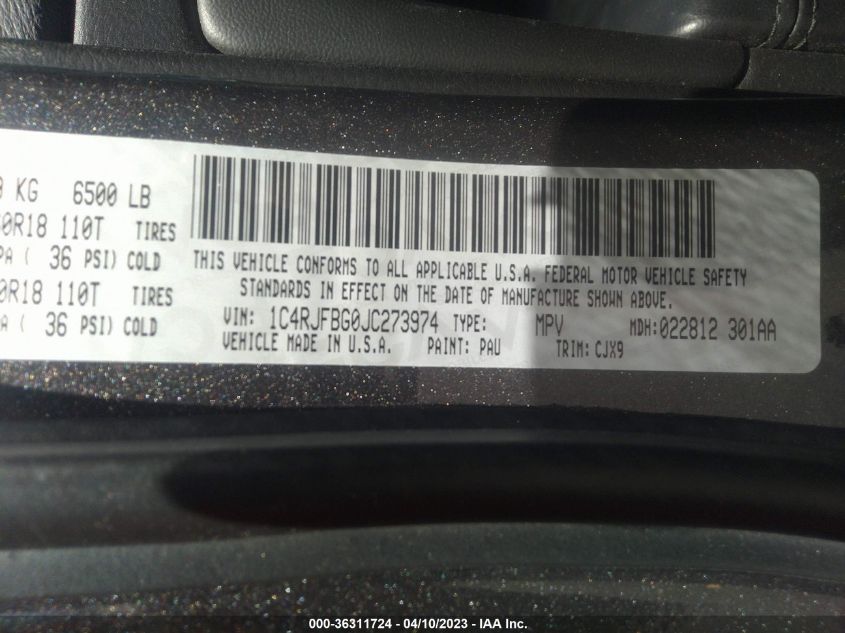 KG 6500 LB
0R18 110T TIRES
PA ( 36 PSI) COLD
0R18 110T TIRES
A ( 36 PSI) COLD
THIS VEHICLE CONFORMS TO ALL APPLICABLE U.S.A. FEDERAL MOTOR VEHICLE SAFETY
STANDARDS IN EFFECT ON THE DATE OF MANUFACTURE SHOWN ABOVE.
VIN: 1C4RJFBG0JC273974 TYPE: MPV MDH:022812 301AA
VEHICLE MADE IN U.S.A. PAINT: PAU TRIM: CJX9
000-36311724 - 04/10/2023 - IAA Inc.